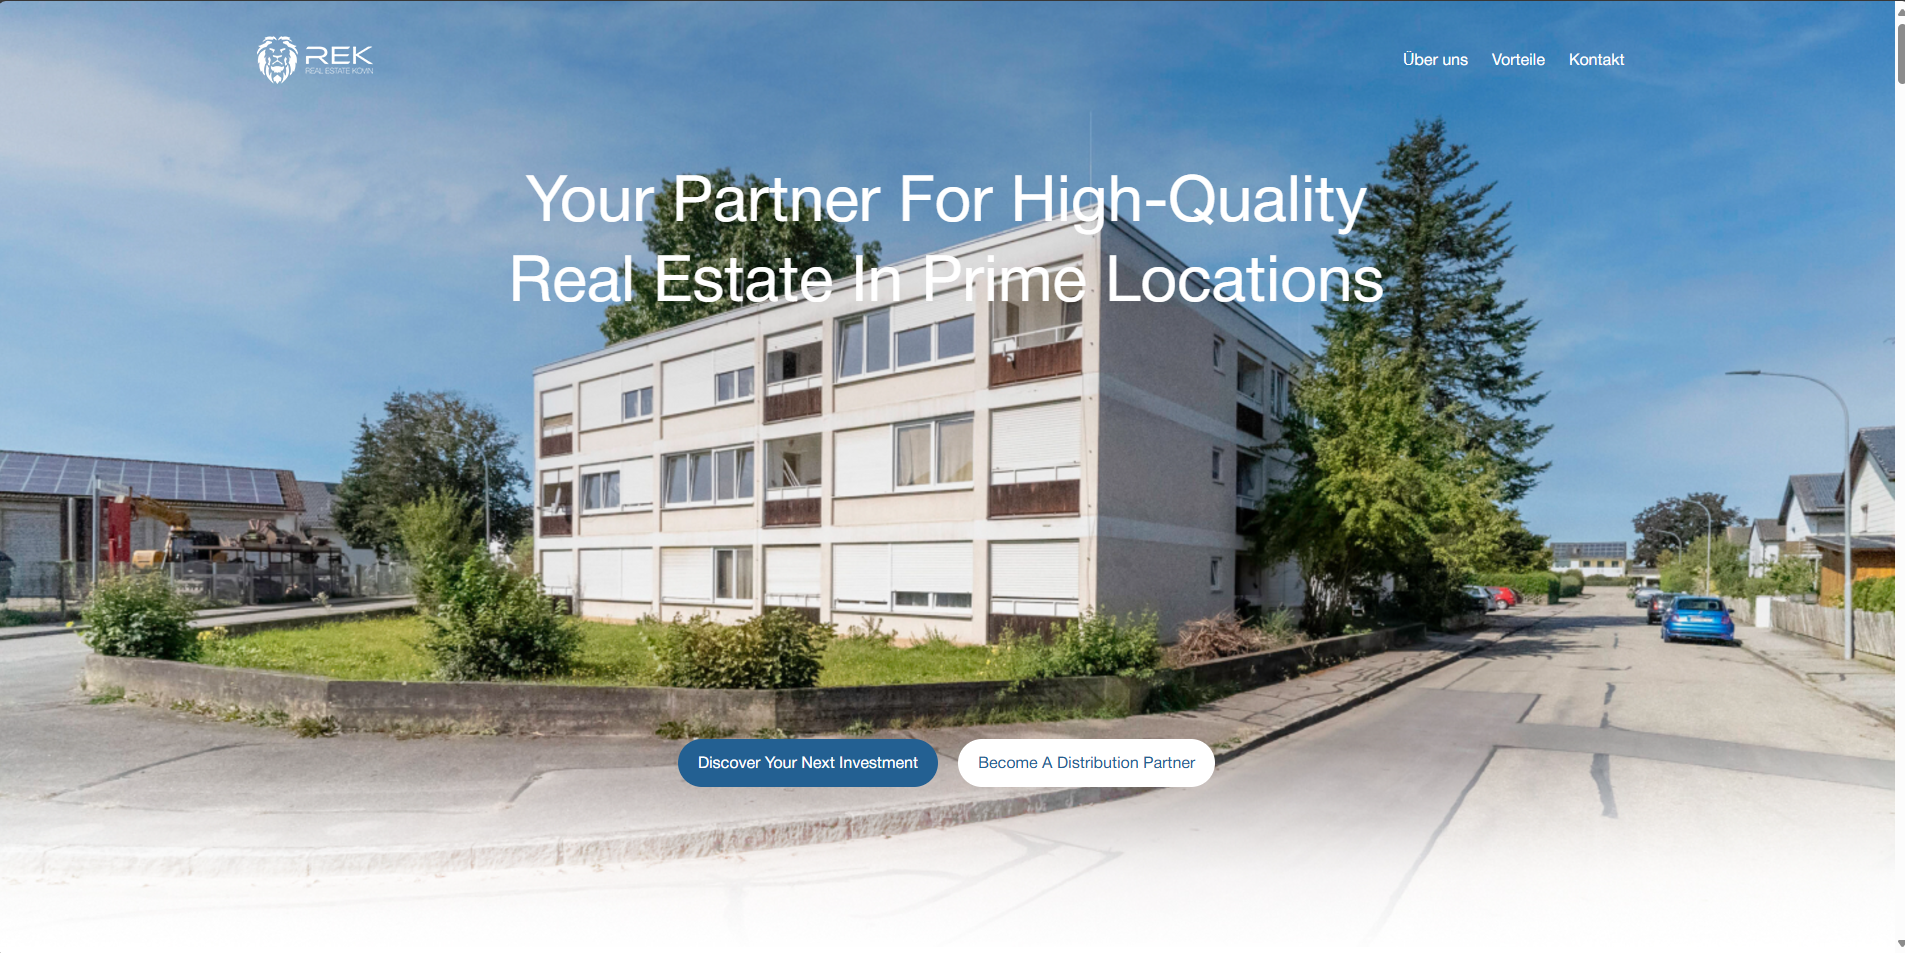 REK
REAL ESTATE KOVIN
Über uns Vorteile Kontakt
Your Partner For High-Quality
Real Estate In Prime Locations
Discover Your Next Investment
Become A Distribution Partner